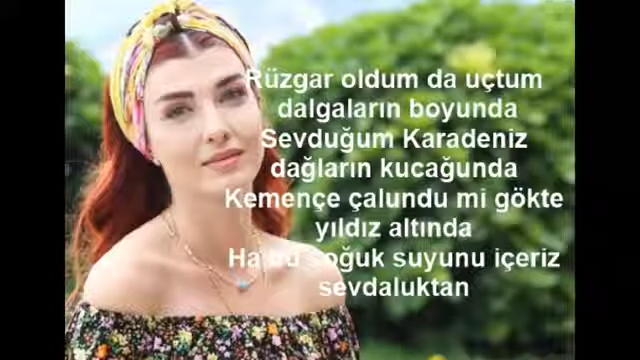 Rüzgar oldum da uçtum
dalgaların boyunda
Sevduğum Karadeniz
dağların kucağunda
Kemençe çalundu mi gökte
yıldız altında
Ha bu soğuk suyunu içeriz
sevdaluktan